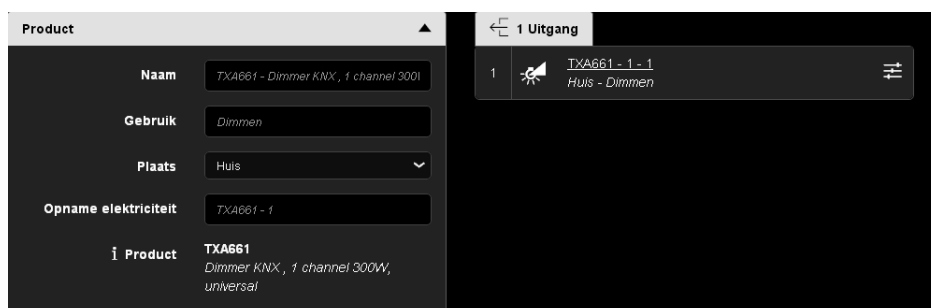 Product
Naam
TXA661 - Dimmer KNX , 1 channel 300
Gebruik
Dimmen
Plaats
Huis
Opname elektriciteit
TXA661 - 1
i Product
TXA661
Dimmer KNX , 1 channel 300W,
universal
1 Uitgang
1
TXA661 - 1 - 1
Huis - Dimmen